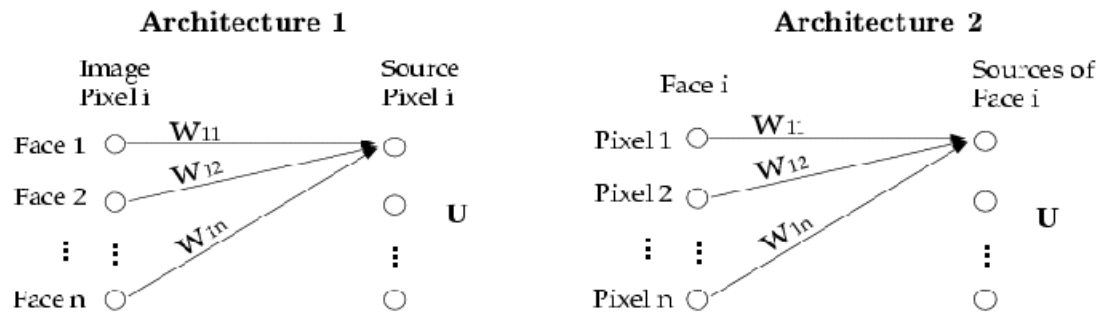 Architecture 1
Image
Pixel i
Source
Pixel i
Face 1
W11
Face 2
W12
U
W1n
Face n
Architecture 2
Face i
Sources of
Face i
Pixel 1
W11
Pixel 2
W12
U
W1n
Pixel n